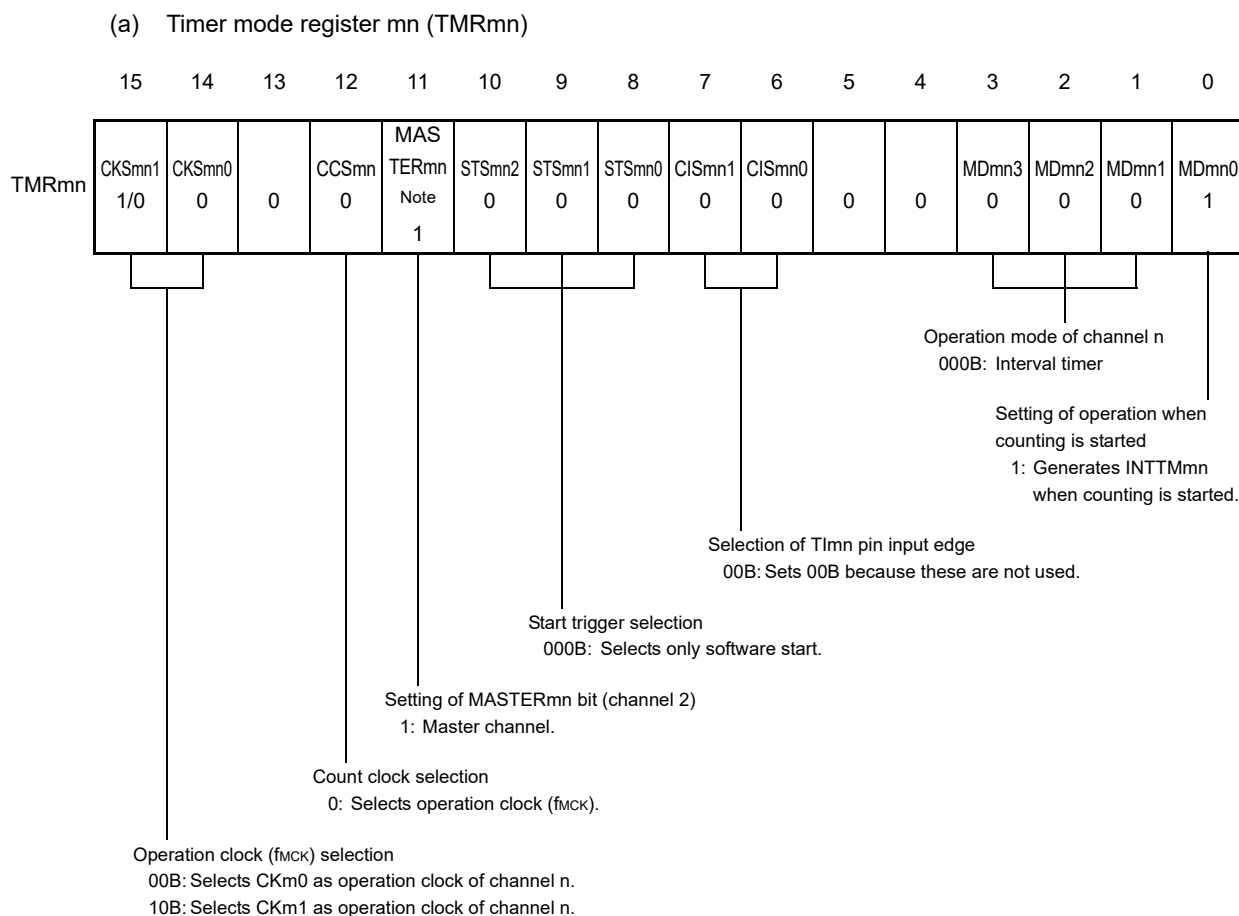 (a) Timer mode register mn (TMRmn)
15 14 13 12 11 10 9 8 7 6 5 4 3 2 1 0
TMRmn CKSmn1 CKSmn0 CCSmn MAS STSmn2 STSmn1 STSmn0 CISmn1 CISmn0 MDmn3 MDmn2 MDmn1 MDmn0
TERmn
Note
1/0 0 0 0 1 0 0 0 0 0 0 0 0 0 0 1
Operation mode of channel n
000B: Interval timer
Setting of operation when
counting is started
1: Generates INTTMmn
when counting is started.
Selection of TImn pin input edge
00B: Sets 00B because these are not used.
Start trigger selection
000B: Selects only software start.
Setting of MASTERmn bit (channel 2)
1: Master channel.
Count clock selection
0: Selects operation clock (fMCK).
Operation clock (fMCK) selection
00B: Selects CKm0 as operation clock of channel n.
10B: Selects CKm1 as operation clock of channel n.